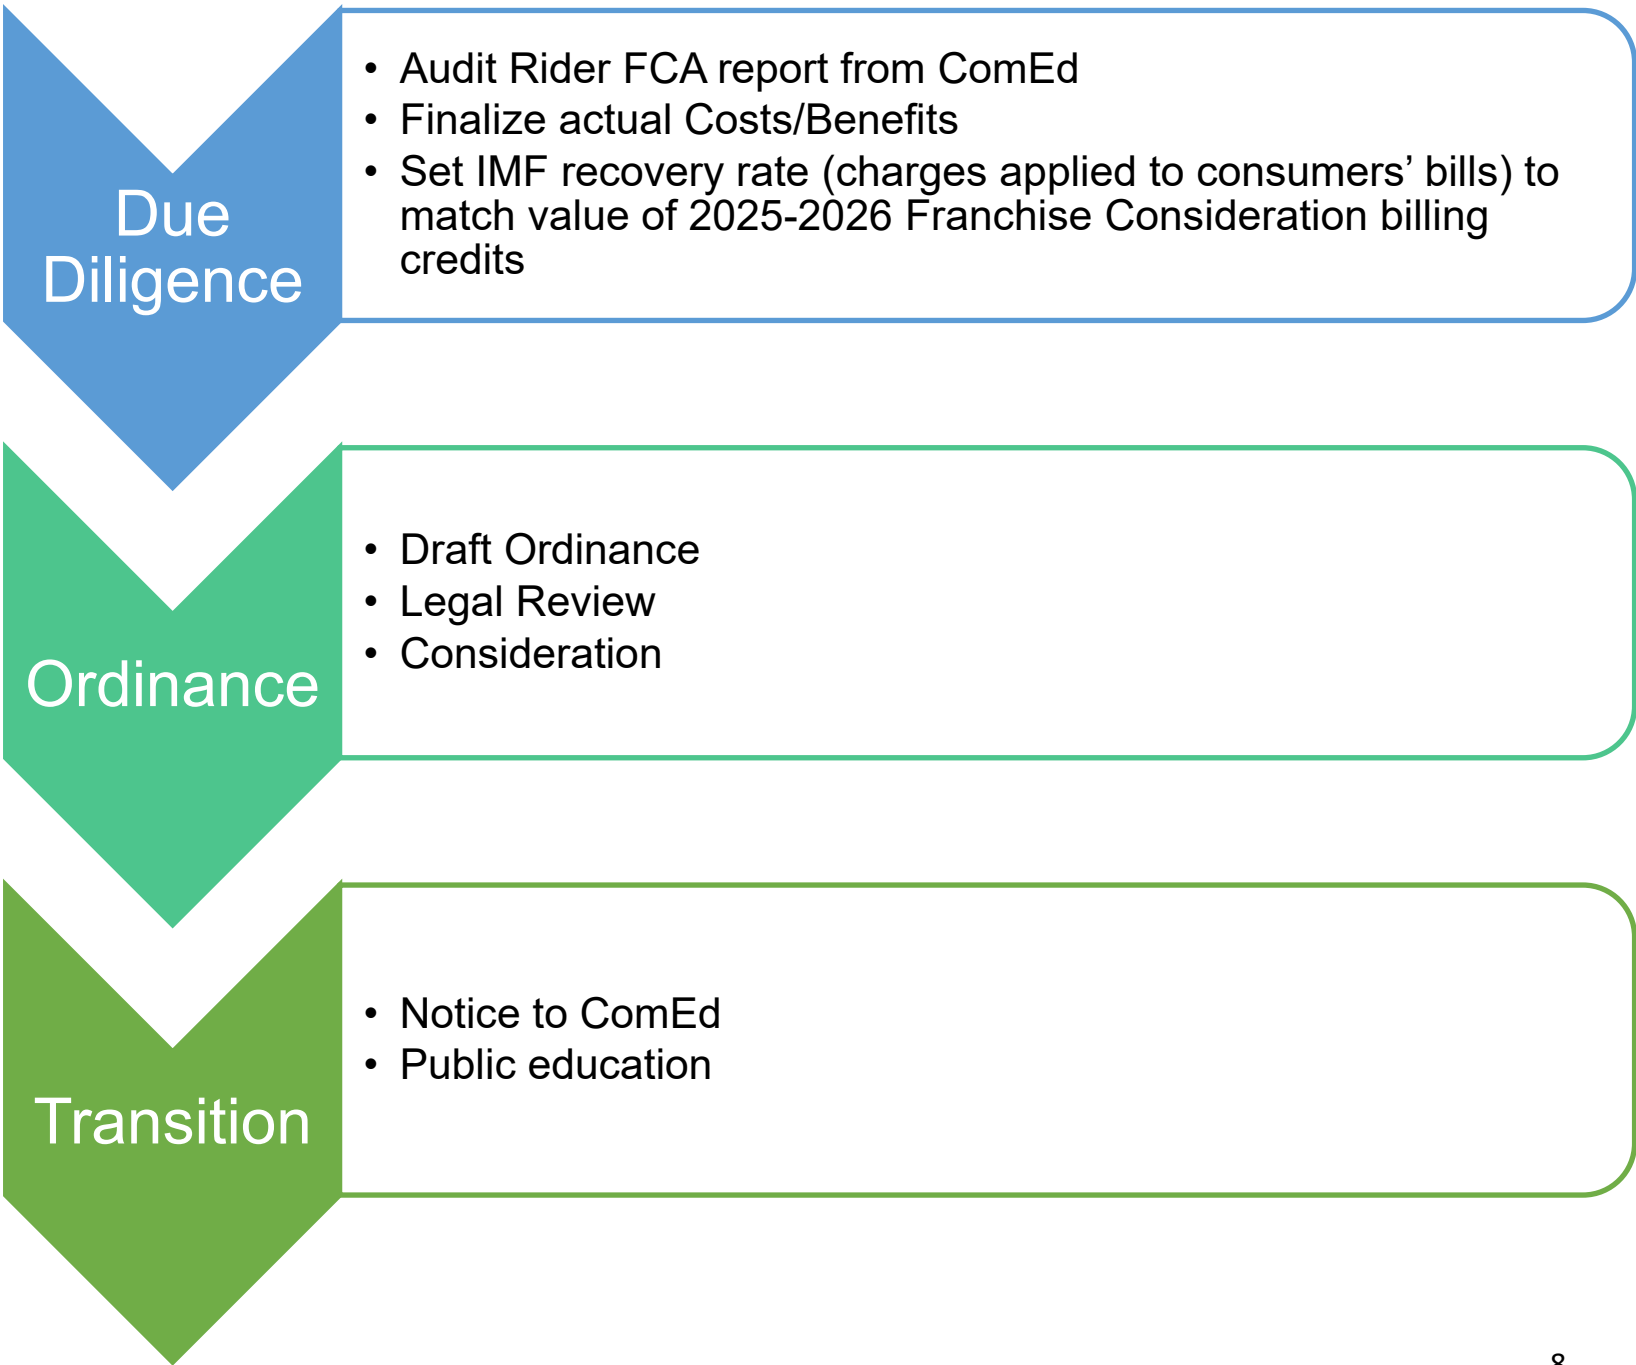 Due
Diligence
• Audit Rider FCA report from ComEd
• Finalize actual Costs/Benefits
• Set IMF recovery rate (charges applied to consumers’ bills) to
match value of 2025-2026 Franchise Consideration billing
credits
Ordinance
• Draft Ordinance
• Legal Review
• Consideration
Transition
• Notice to ComEd
• Public education
8